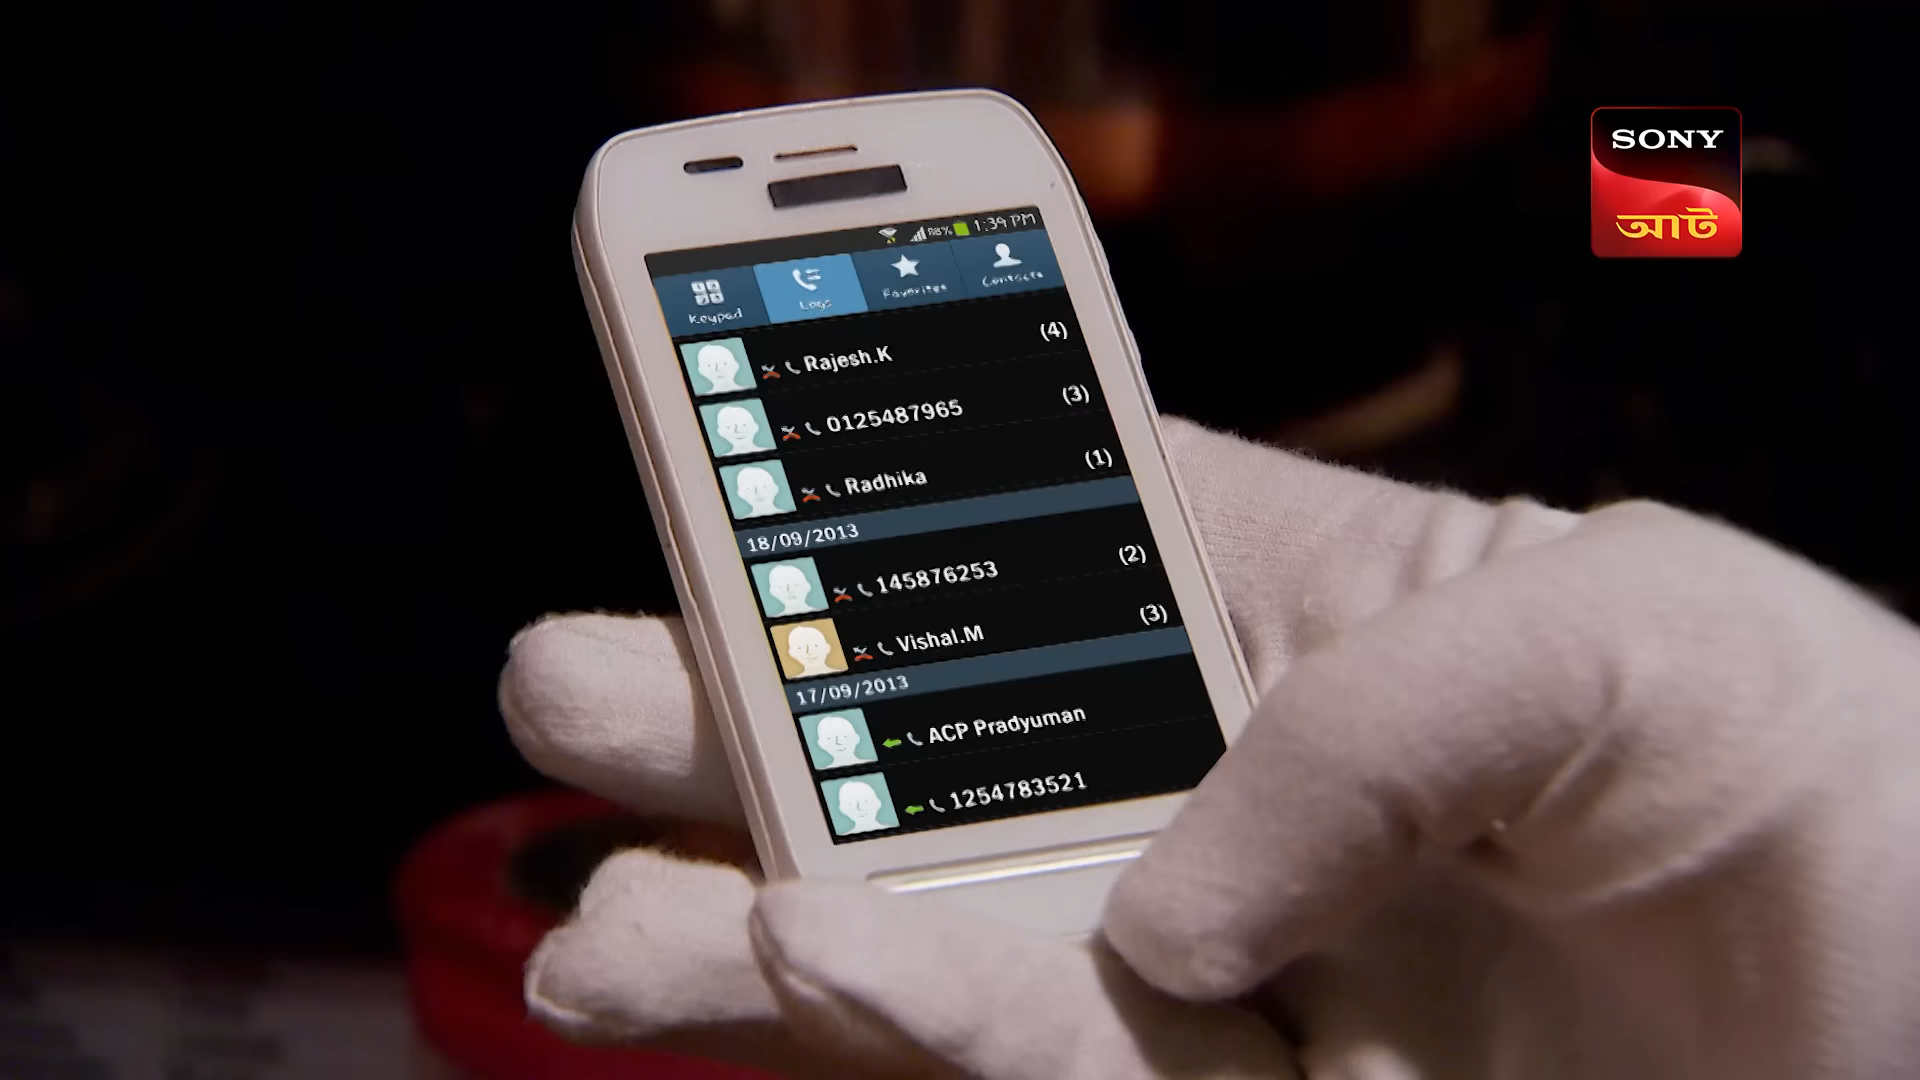 SONY
আট
88% 1:39 PM
Keypad Logs Favorites Contacts
Rajesh.K (4)
0125487965 (3)
Radhika (1)
18/09/2013
145876253 (2)
Vishal.M (3)
17/09/2013
ACP Pradyuman
1254783521